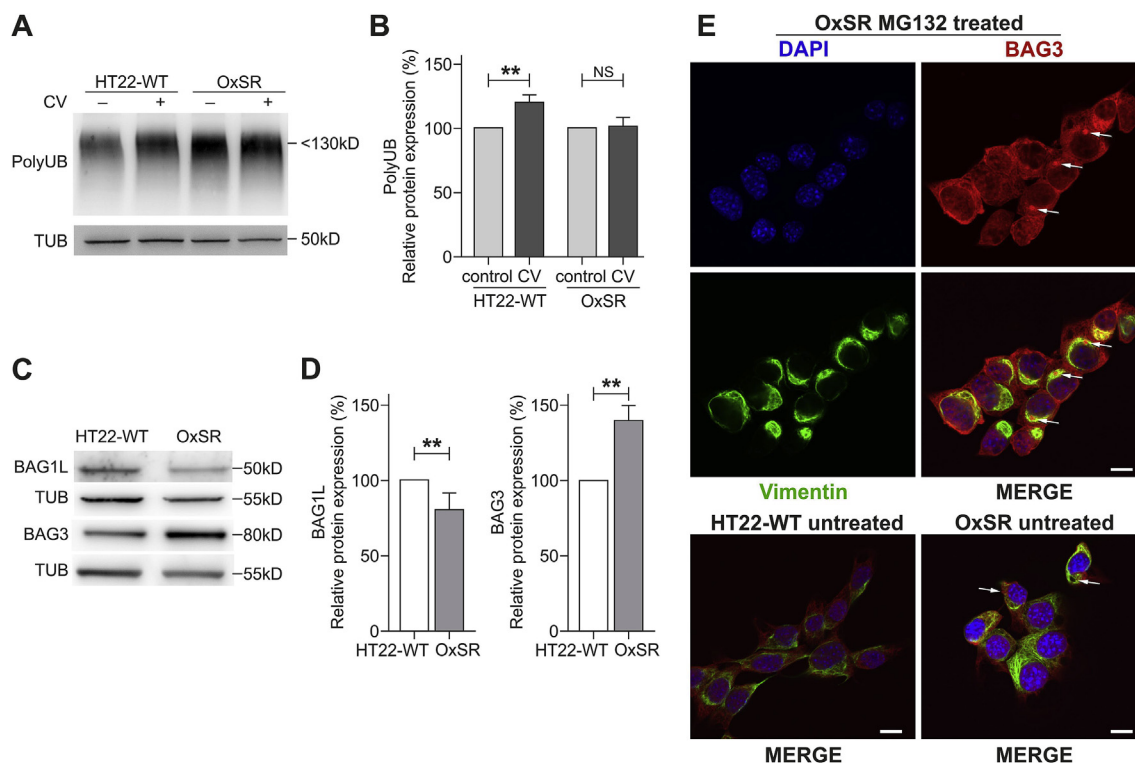 A
HT22-WT OxSR
CV – + – +
PolyUB <130kD
TUB 50kD
B
PolyUB
Relative protein expression (%)
150
100
50
0
** NS
control CV control CV
HT22-WT OxSR
C
HT22-WT OxSR
BAG1L 50kD
TUB 55kD
BAG3 80kD
TUB 55kD
D
BAG1L
Relative protein expression (%)
150
100
50
0
**
HT22-WT OxSR
BAG3
Relative protein expression (%)
150
100
50
0
**
HT22-WT OxSR
E
OxSR MG132 treated
DAPI BAG3
Vimentin MERGE
HT22-WT untreated OxSR untreated
MERGE MERGE